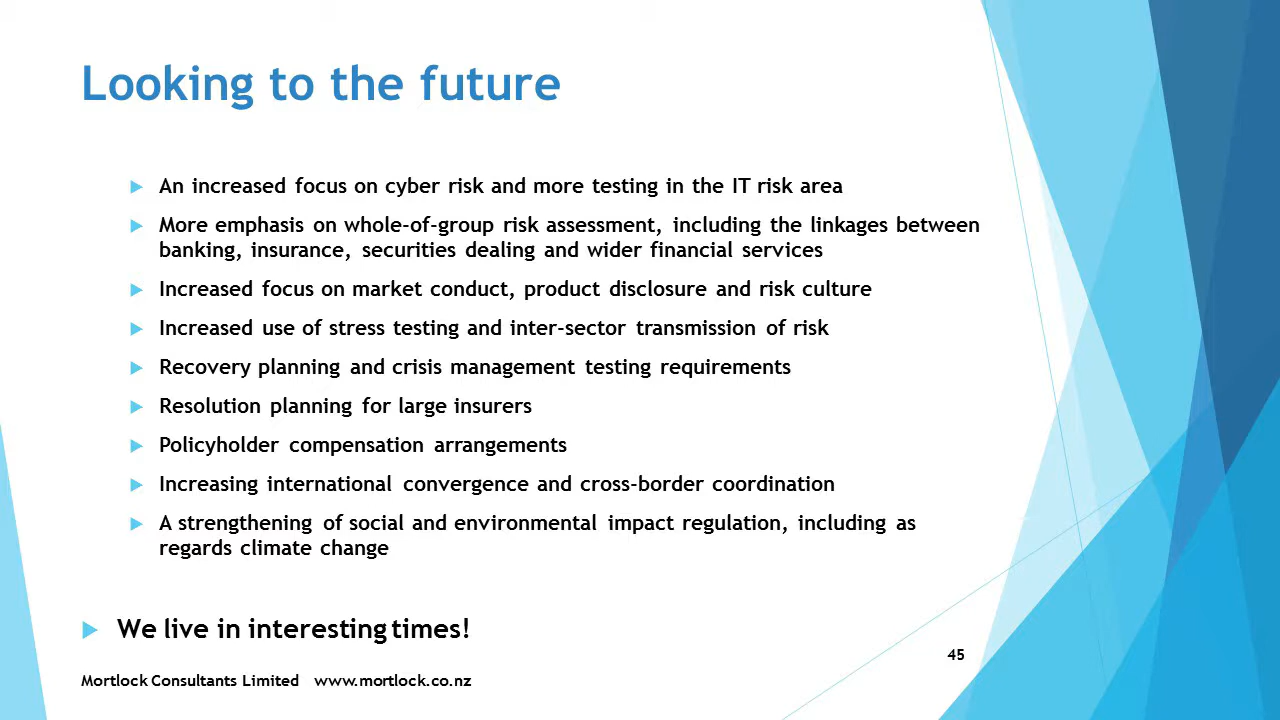 Looking to the future
An increased focus on cyber risk and more testing in the IT risk area
More emphasis on whole-of-group risk assessment, including the linkages between
banking, insurance, securities dealing and wider financial services
Increased focus on market conduct, product disclosure and risk culture
Increased use of stress testing and inter-sector transmission of risk
Recovery planning and crisis management testing requirements
Resolution planning for large insurers
Policyholder compensation arrangements
Increasing international convergence and cross-border coordination
A strengthening of social and environmental impact regulation, including as
regards climate change
We live in interesting times!
45
Mortlock Consultants Limited www.mortlock.co.nz